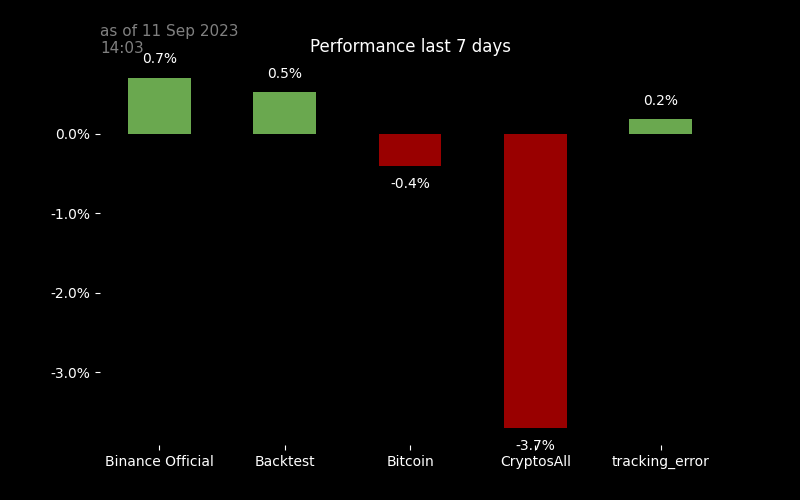 as of 11 Sep 2023
14:03
Performance last 7 days
0.7%
0.5%
0.2%
0.0%
-0.4%
-1.0%
-2.0%
-3.0%
-3.7%
Binance Official
Backtest
Bitcoin
CryptosAll
tracking_error